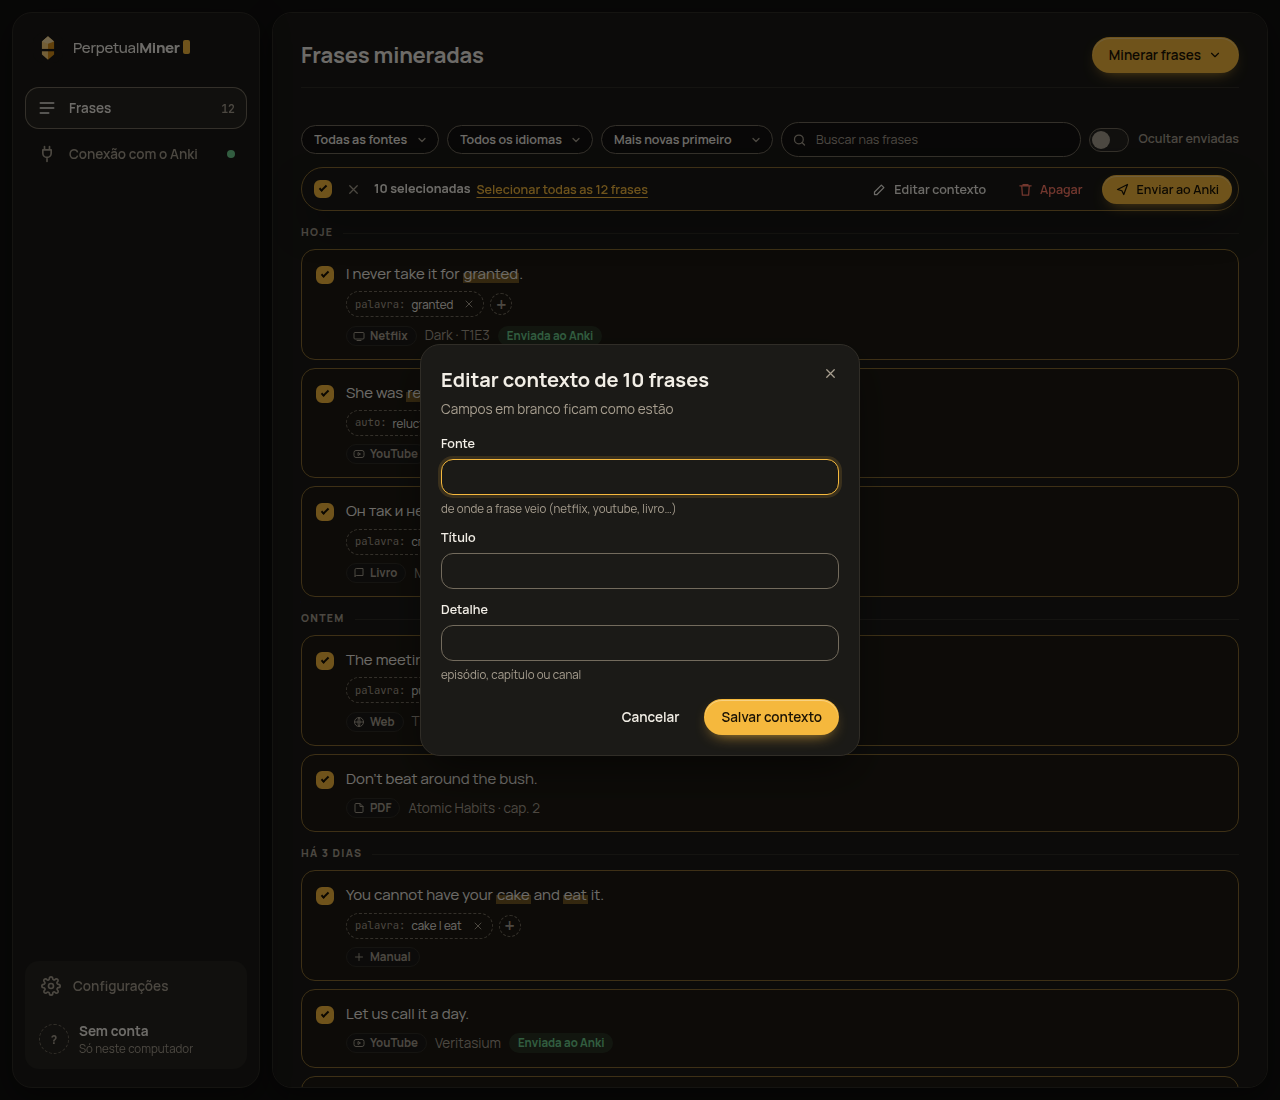 PerpetualMiner
Frases 12
Conexão com o Anki
Configurações
?
Sem conta
Só neste computador
Frases mineradas
Minerar frases
Todas as fontes
Todos os idiomas
Mais novas primeiro
Buscar nas frases
Ocultar enviadas
10 selecionadas Selecionar todas as 12 frases
Editar contexto
Apagar
Enviar ao Anki
HOJE
I never take it for granted.
palavra: granted
Netflix Dark · T1E3 Enviada ao Anki
She was
auto:
YouTube
Он так и
palavra:
Livro
ONTEM
The
palavra:
Web
Don't beat around the bush.
PDF Atomic Habits · cap. 2
HÁ 3 DIAS
You cannot have your cake and eat it.
palavra: cake | eat
Manual
Let us call it a day.
YouTube Veritasium Enviada ao Anki
Editar contexto de 10 frases
Campos em branco ficam como estão
Fonte
de onde a frase veio (netflix, youtube, livro…)
Título
Detalhe
episódio, capítulo ou canal
Cancelar
Salvar contexto